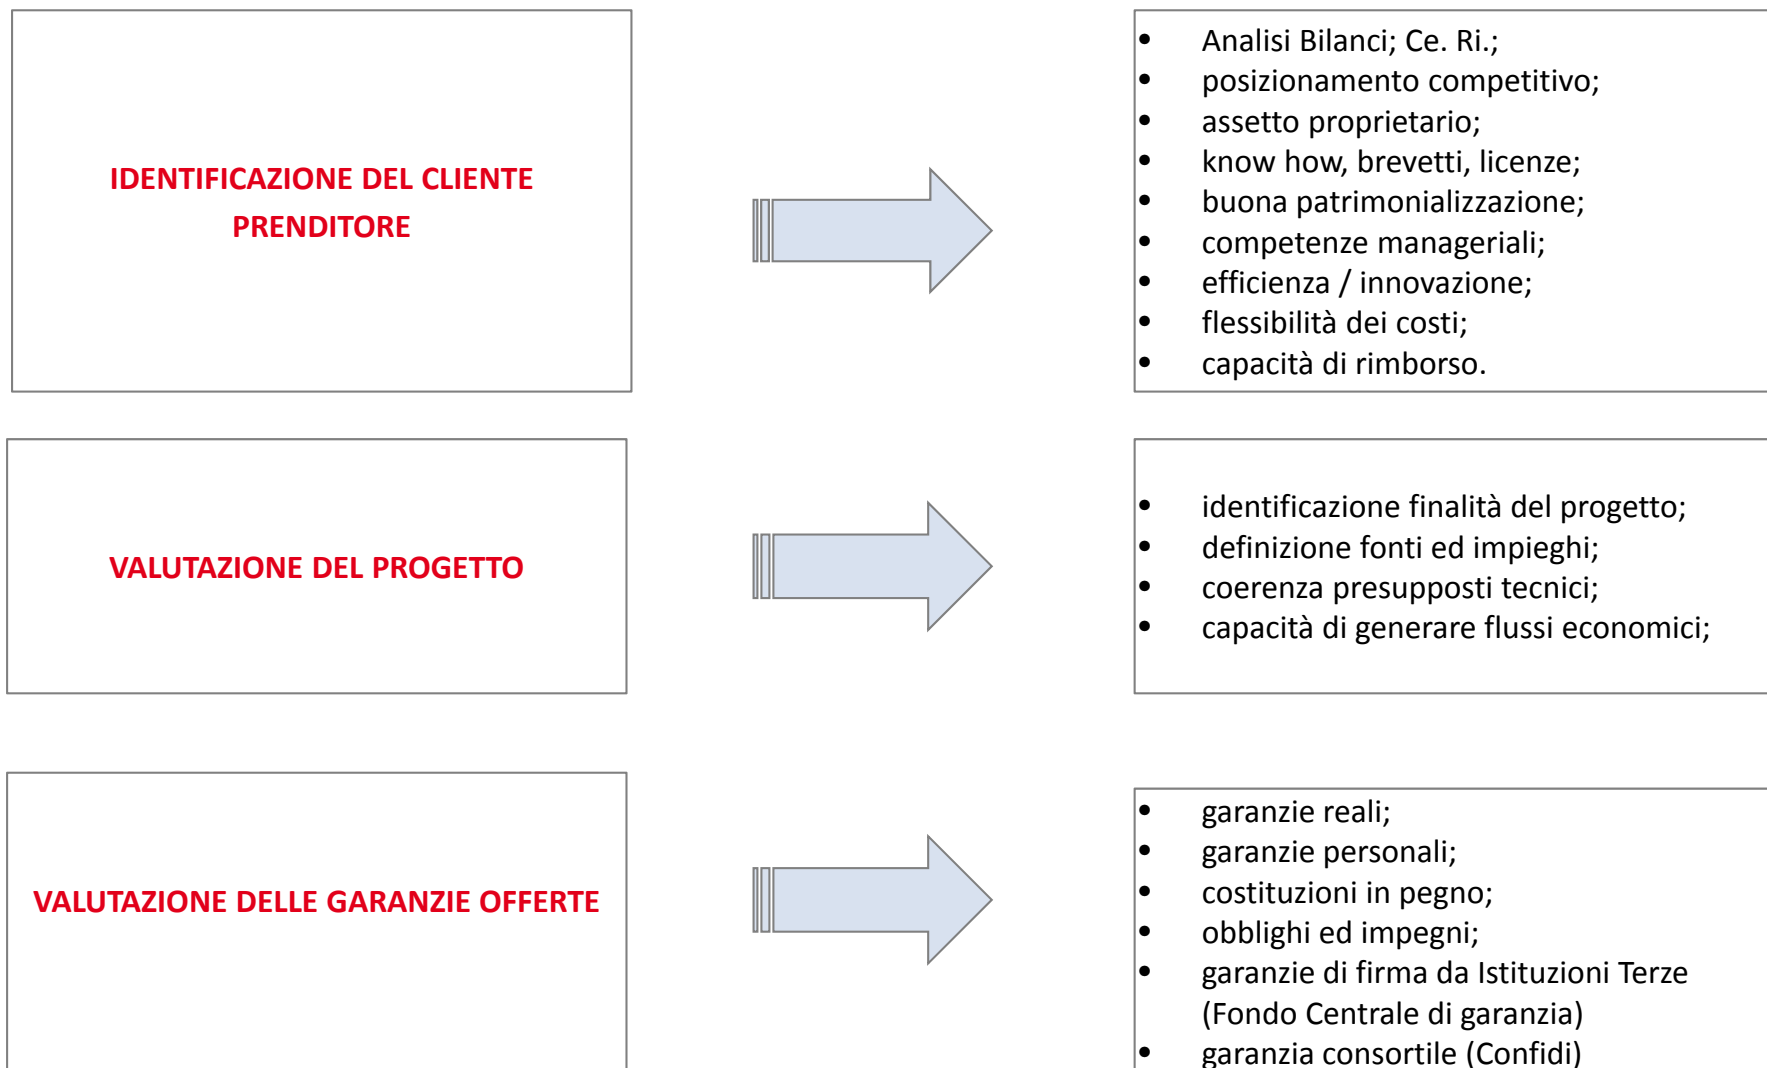 IDENTIFICAZIONE DEL CLIENTE
PRENDITORE
• Analisi Bilanci; Ce. Ri.;
• posizionamento competitivo;
• assetto proprietario;
• know how, brevetti, licenze;
• buona patrimonializzazione;
• competenze manageriali;
• efficienza / innovazione;
• flessibilità dei costi;
• capacità di rimborso.
VALUTAZIONE DEL PROGETTO
• identificazione finalità del progetto;
• definizione fonti ed impieghi;
• coerenza presupposti tecnici;
• capacità di generare flussi economici;
VALUTAZIONE DELLE GARANZIE OFFERTE
• garanzie reali;
• garanzie personali;
• costituzioni in pegno;
• obblighi ed impegni;
• garanzie di firma da Istituzioni Terze
(Fondo Centrale di garanzia)
• garanzia consortile (Confidi)